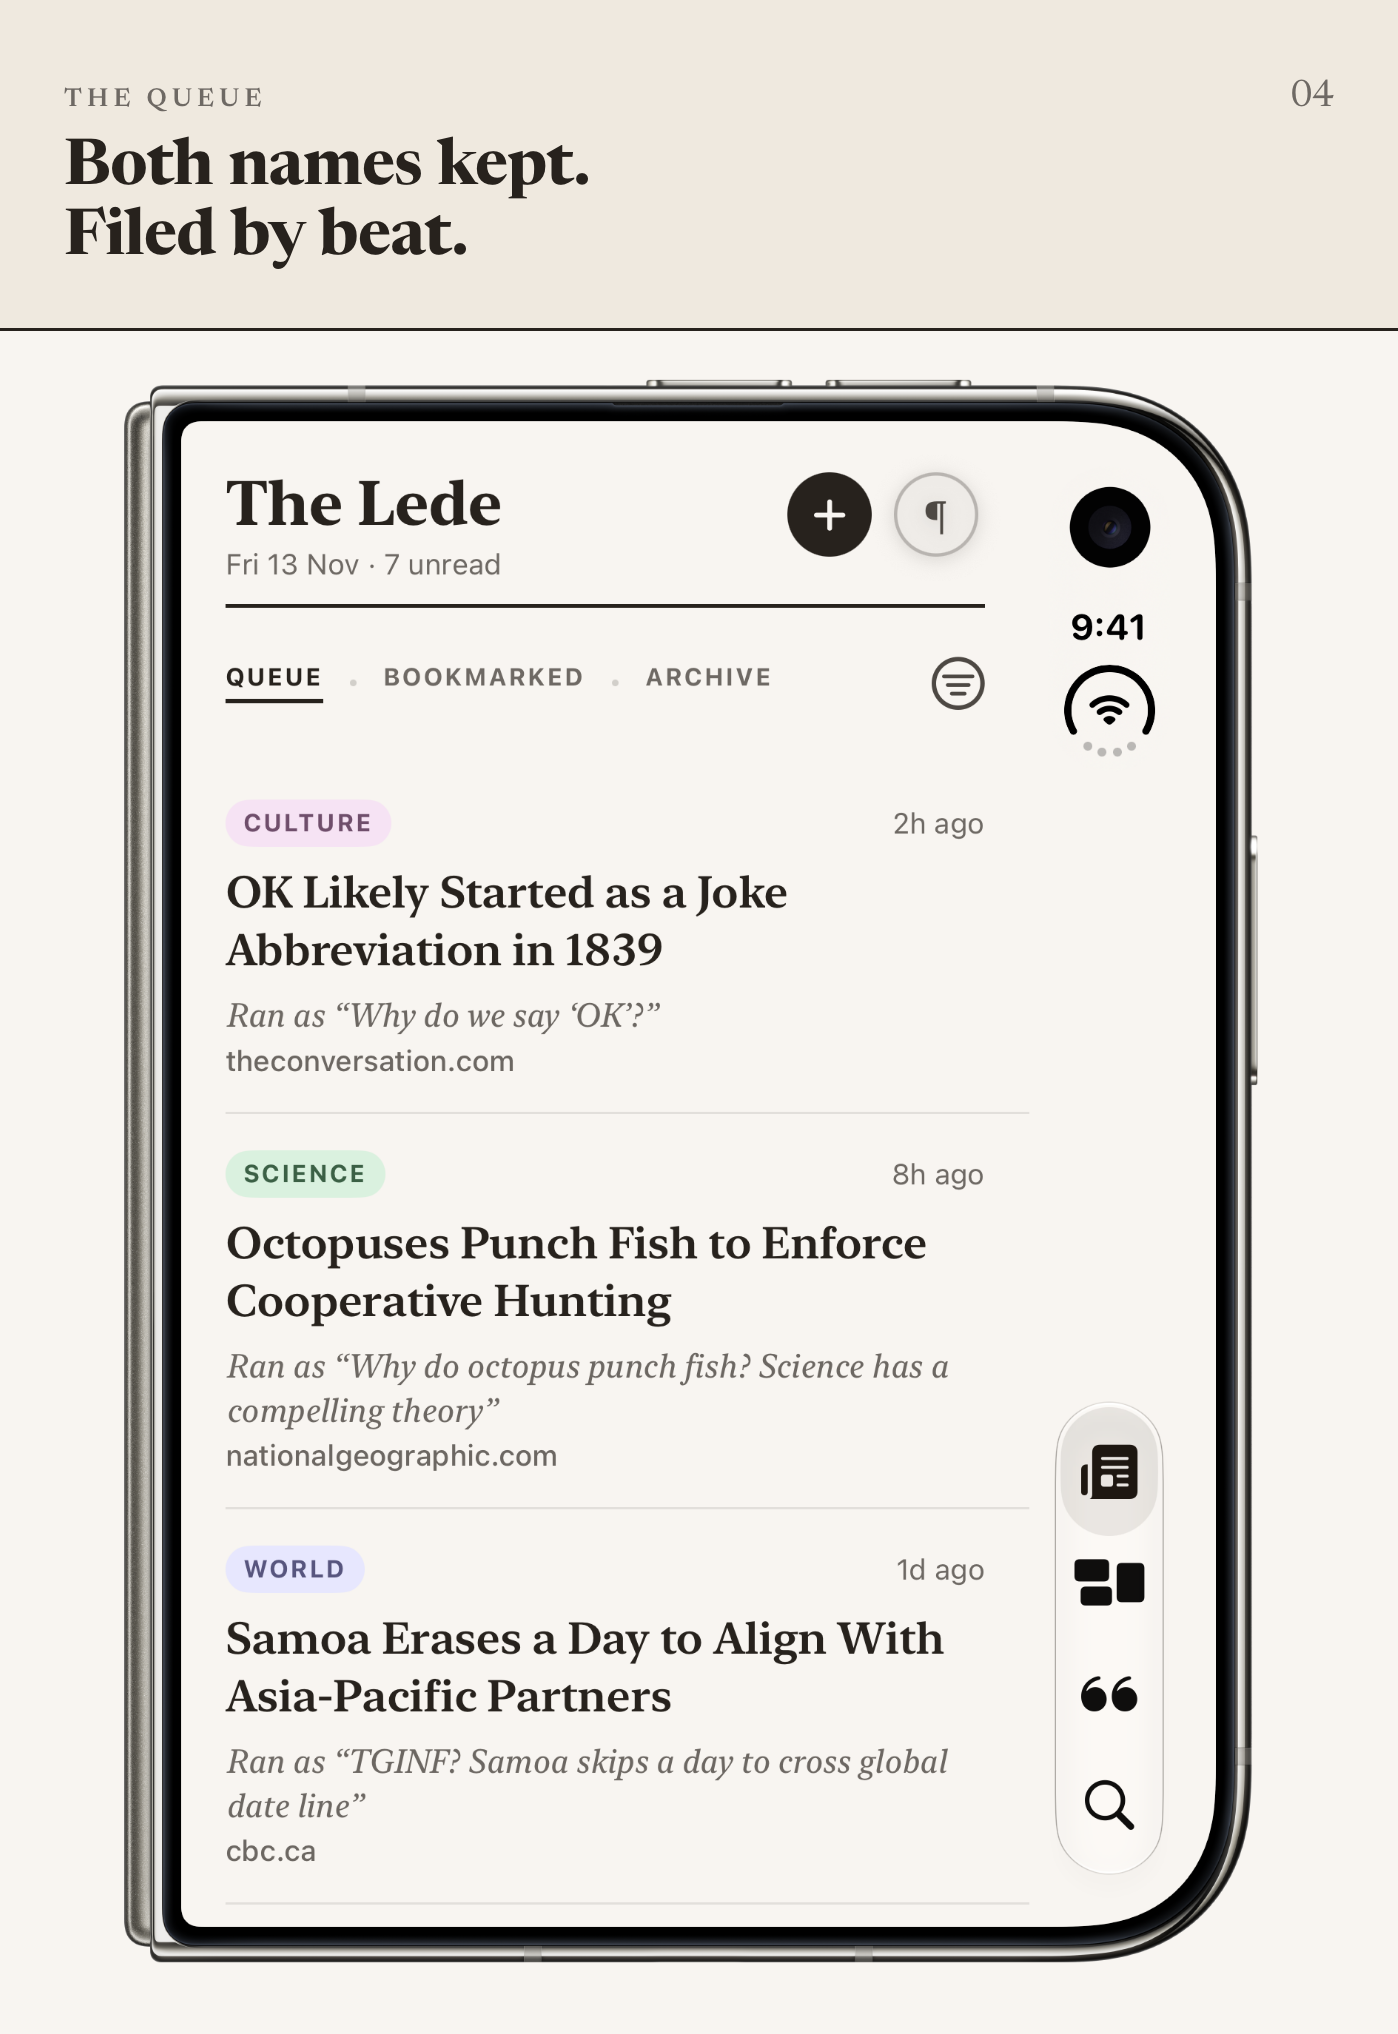 THE QUEUE
04
Both names kept.
Filed by beat.
The Lede
+ ¶
Fri 13 Nov · 7 unread
9:41
QUEUE . BOOKMARKED . ARCHIVE
CULTURE 2h ago
OK Likely Started as a Joke
Abbreviation in 1839
Ran as “Why do we say ‘OK’?”
theconversation.com
SCIENCE 8h ago
Octopuses Punch Fish to Enforce
Cooperative Hunting
Ran as “Why do octopus punch fish? Science has a
compelling theory”
nationalgeographic.com
WORLD 1d ago
Samoa Erases a Day to Align With
Asia-Pacific Partners
Ran as “TGINF? Samoa skips a day to cross global
date line”
cbc.ca